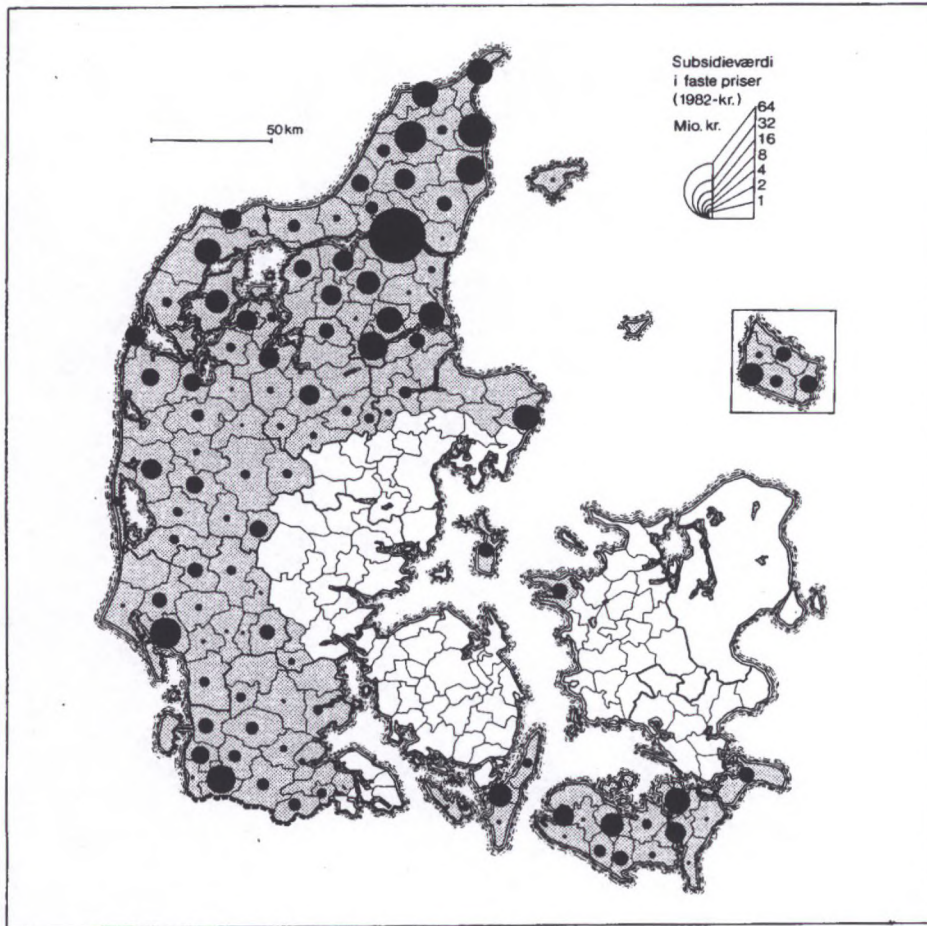 Subsidieværdi
i faste priser
(1982-kr.)
Mio. kr.
64
32
16
8
4
2
1
50 km